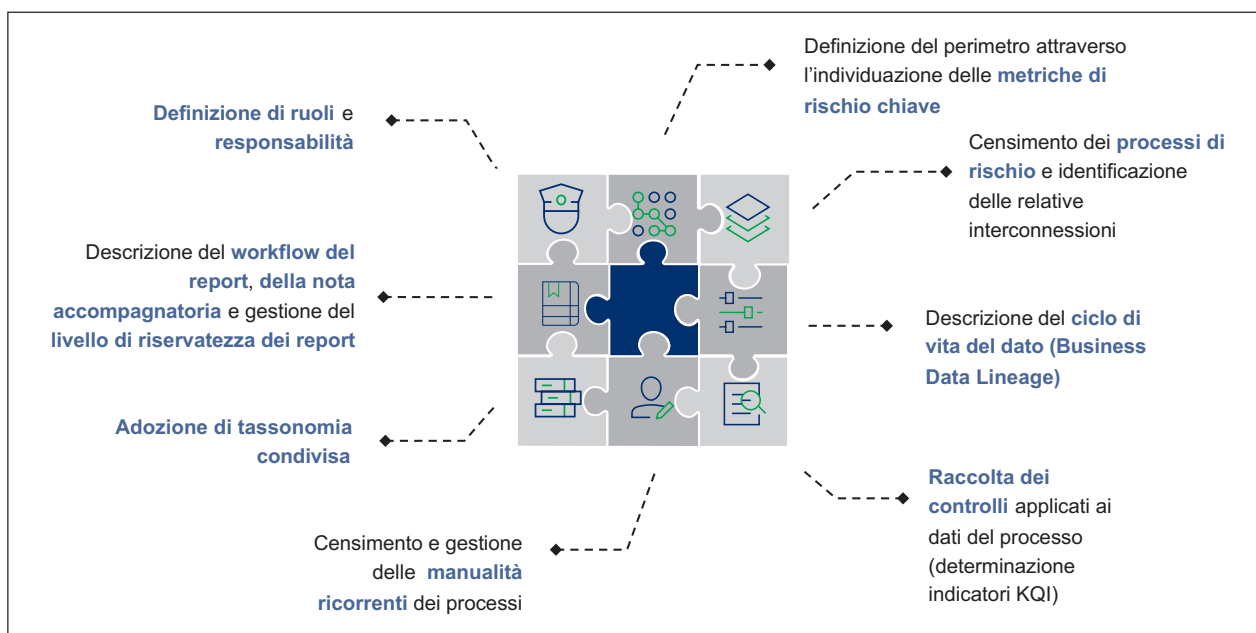 Definizione del perimetro attraverso
l'individuazione delle metriche di
rischio chiave
Definizione di ruoli e
responsabilità
Censimento dei processi di
rischio e identificazione
delle relative
interconnessioni
Descrizione del workflow del
report, della nota
accompagnatoria e gestione del
livello di riservatezza dei report
Descrizione del ciclo di
vita del dato (Business
Data Lineage)
Adozione di tassonomia
condivisa
Raccolta dei
controlli applicati ai
dati del processo
(determinazione
indicatori KQI)
Censimento e gestione
delle manualità
ricorrenti dei processi